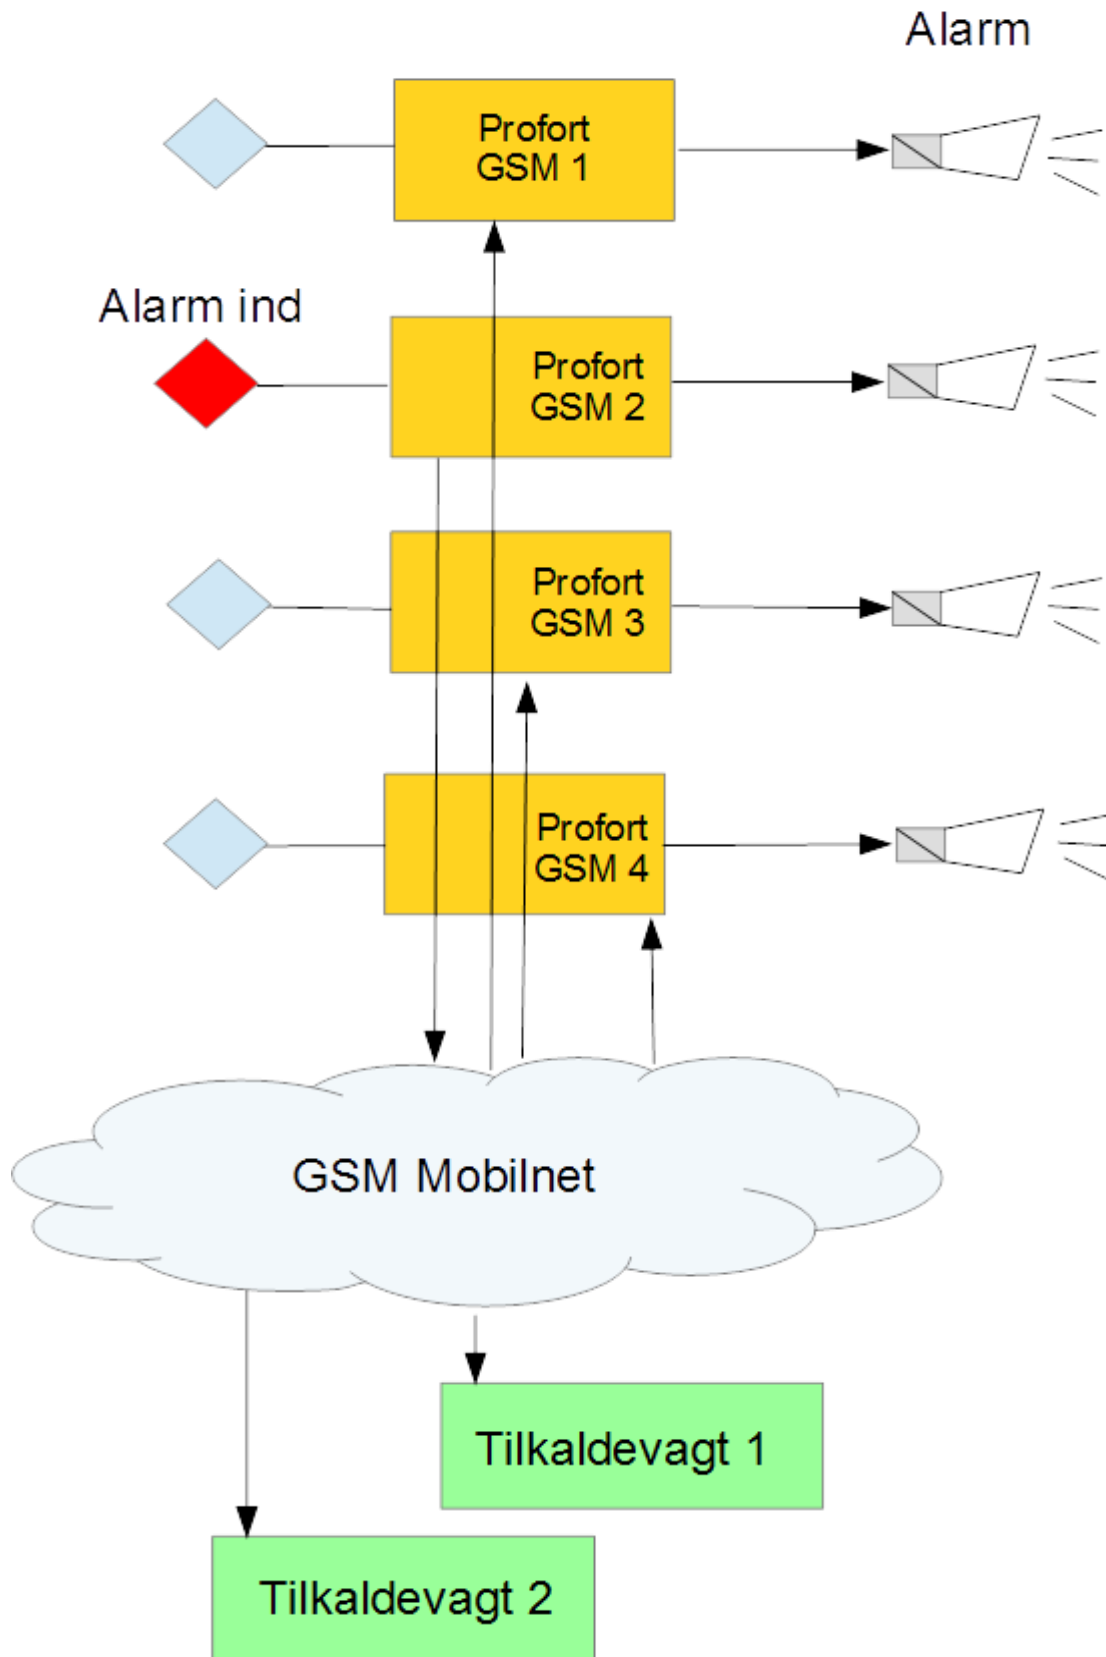 Alarm
Profort
GSM 1
Alarm ind
Profort
GSM 2
Profort
GSM 3
Profort
GSM 4
GSM Mobilnet
Tilkaldevagt 1
Tilkaldevagt 2